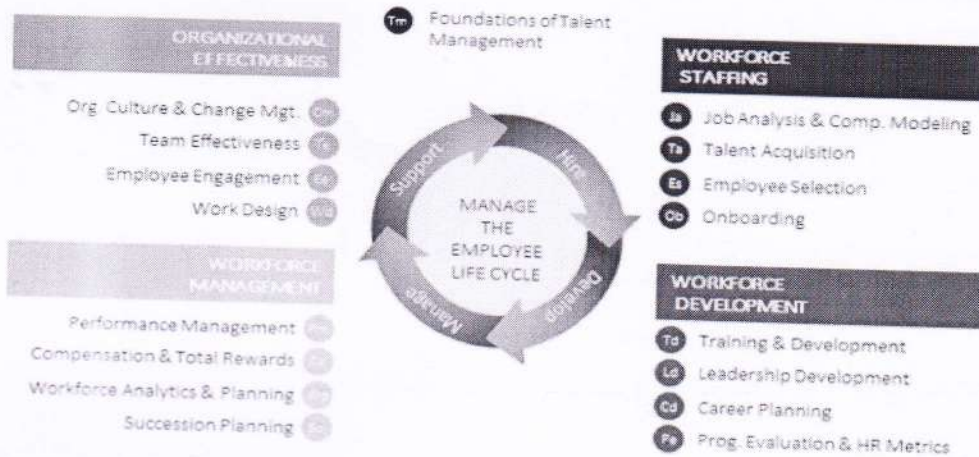 Tm Foundations of Talent
Management
ORGANIZATIONAL
EFFECTIVENESS
Org. Culture & Change Mgt.
Team Effectiveness
Employee Engagement
Work Design
WORKFORCE
MANAGEMENT
Performance Management
Compensation & Total Rewards
Workforce Analytics & Planning
Succession Planning
Support
Hire
Develop
Manage
MANAGE
THE
EMPLOYEE
LIFE CYCLE
WORKFORCE
STAFFING
Ja Job Analysis & Comp. Modeling
Ta Talent Acquisition
Es Employee Selection
Ob Onboarding
WORKFORCE
DEVELOPMENT
Td Training & Development
Ld Leadership Development
Cd Career Planning
Pe Prog. Evaluation & HR Metrics